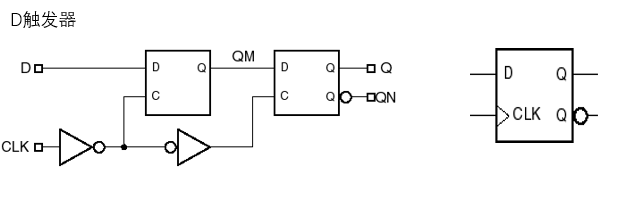 D触发器
D D Q QM D Q Q
C C Q QN
CLK
D Q
CLK Q